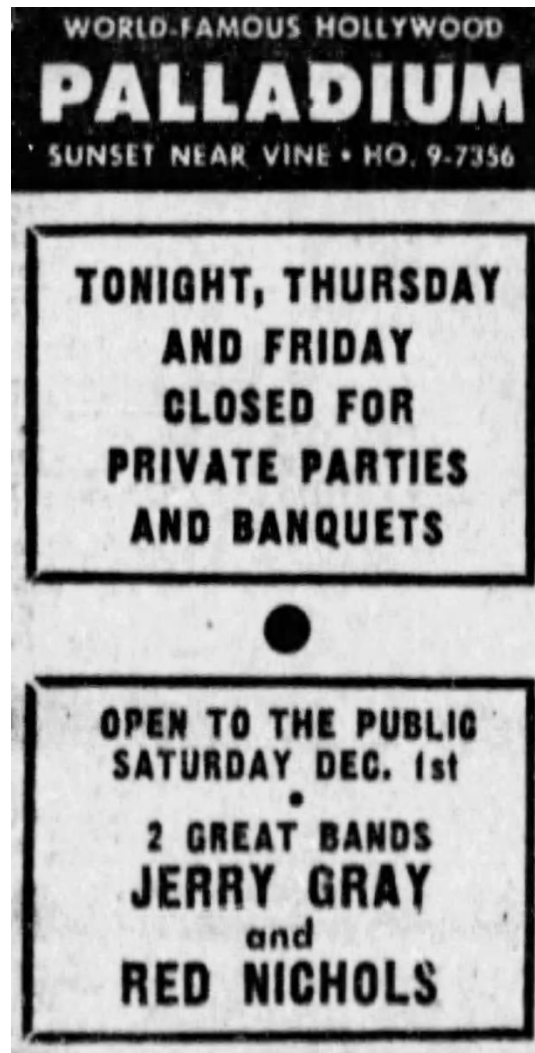 WORLD-FAMOUS HOLLYWOOD
PALLADIUM
SUNSET NEAR VINE • HO. 9-7356
TONIGHT, THURSDAY
AND FRIDAY
CLOSED FOR
PRIVATE PARTIES
AND BANQUETS
OPEN TO THE PUBLIC
SATURDAY DEC. 1st
•
2 GREAT BANDS
JERRY GRAY
and
RED NICHOLS